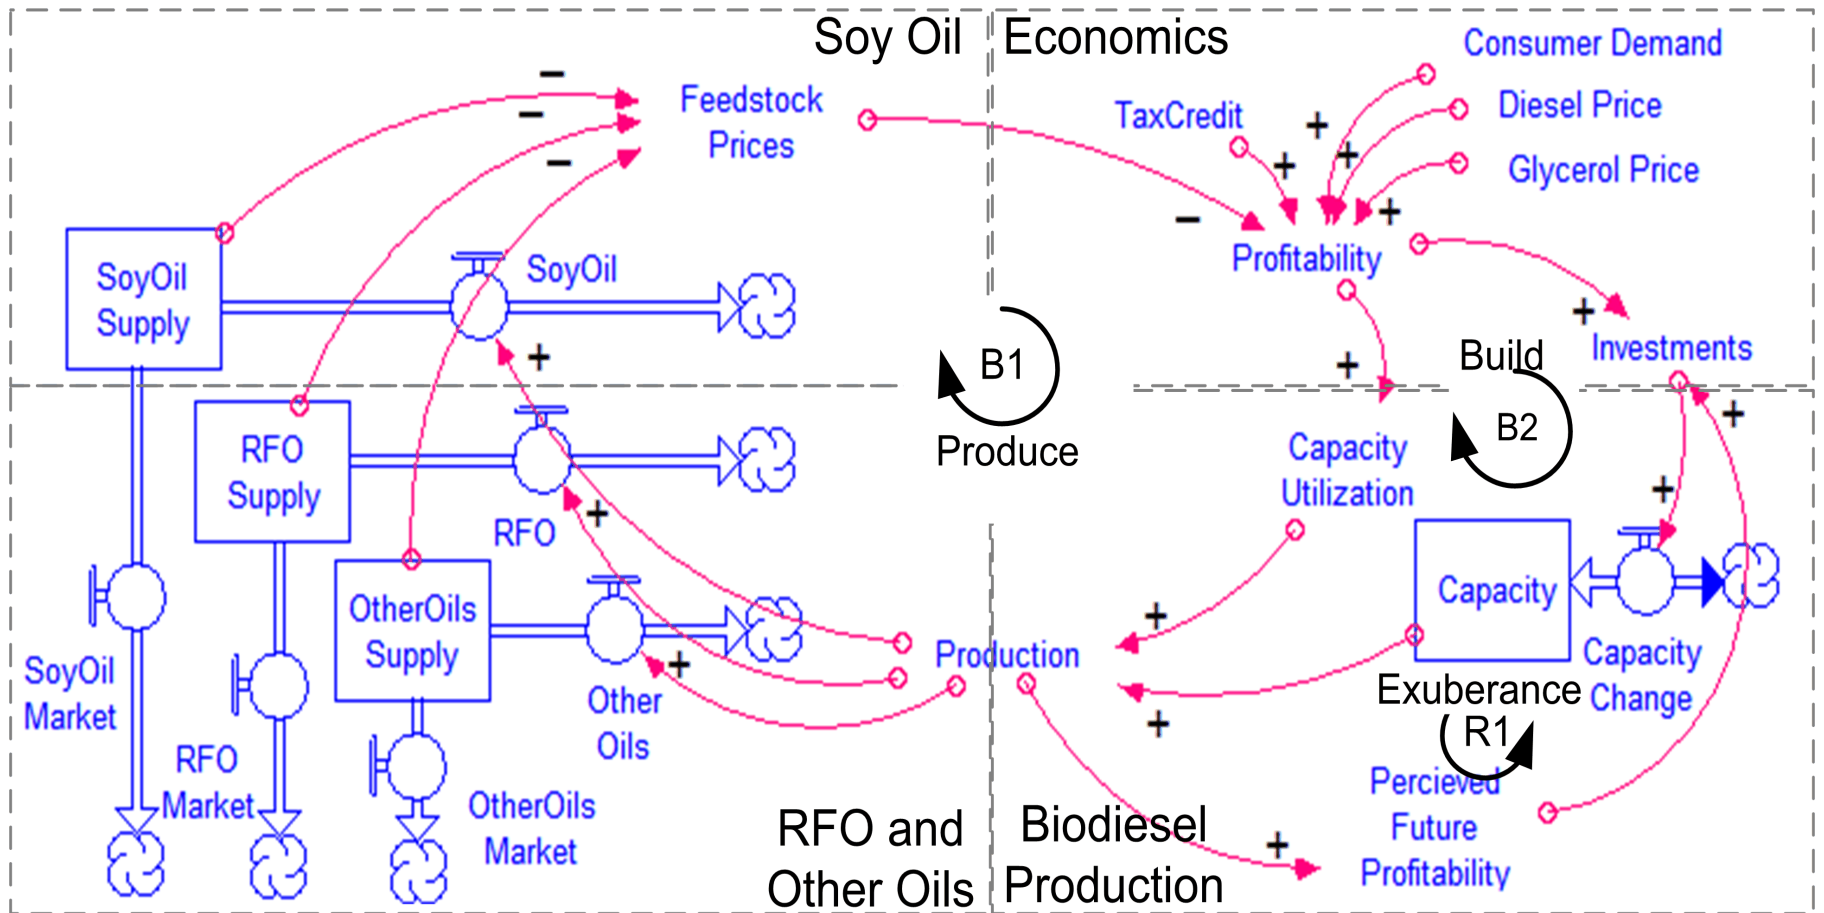 Soy Oil
Economics
Consumer Demand
Feedstock
Prices
TaxCredit
Diesel Price
Glycerol Price
−
−
−
+
+
+
+
−
Profitability
SoyOil
Supply
SoyOil
+
Investments
+
B1
Produce
+
Build
B2
+
RFO
Supply
RFO
+
Capacity
Utilization
+
+
OtherOils
Supply
Other
Oils
+
Production
+
+
Capacity
Capacity
Change
SoyOil
Market
RFO
Market
OtherOils
Market
Exuberance
R1
Percieved
Future
Profitability
+
RFO and
Other Oils
Biodiesel
Production